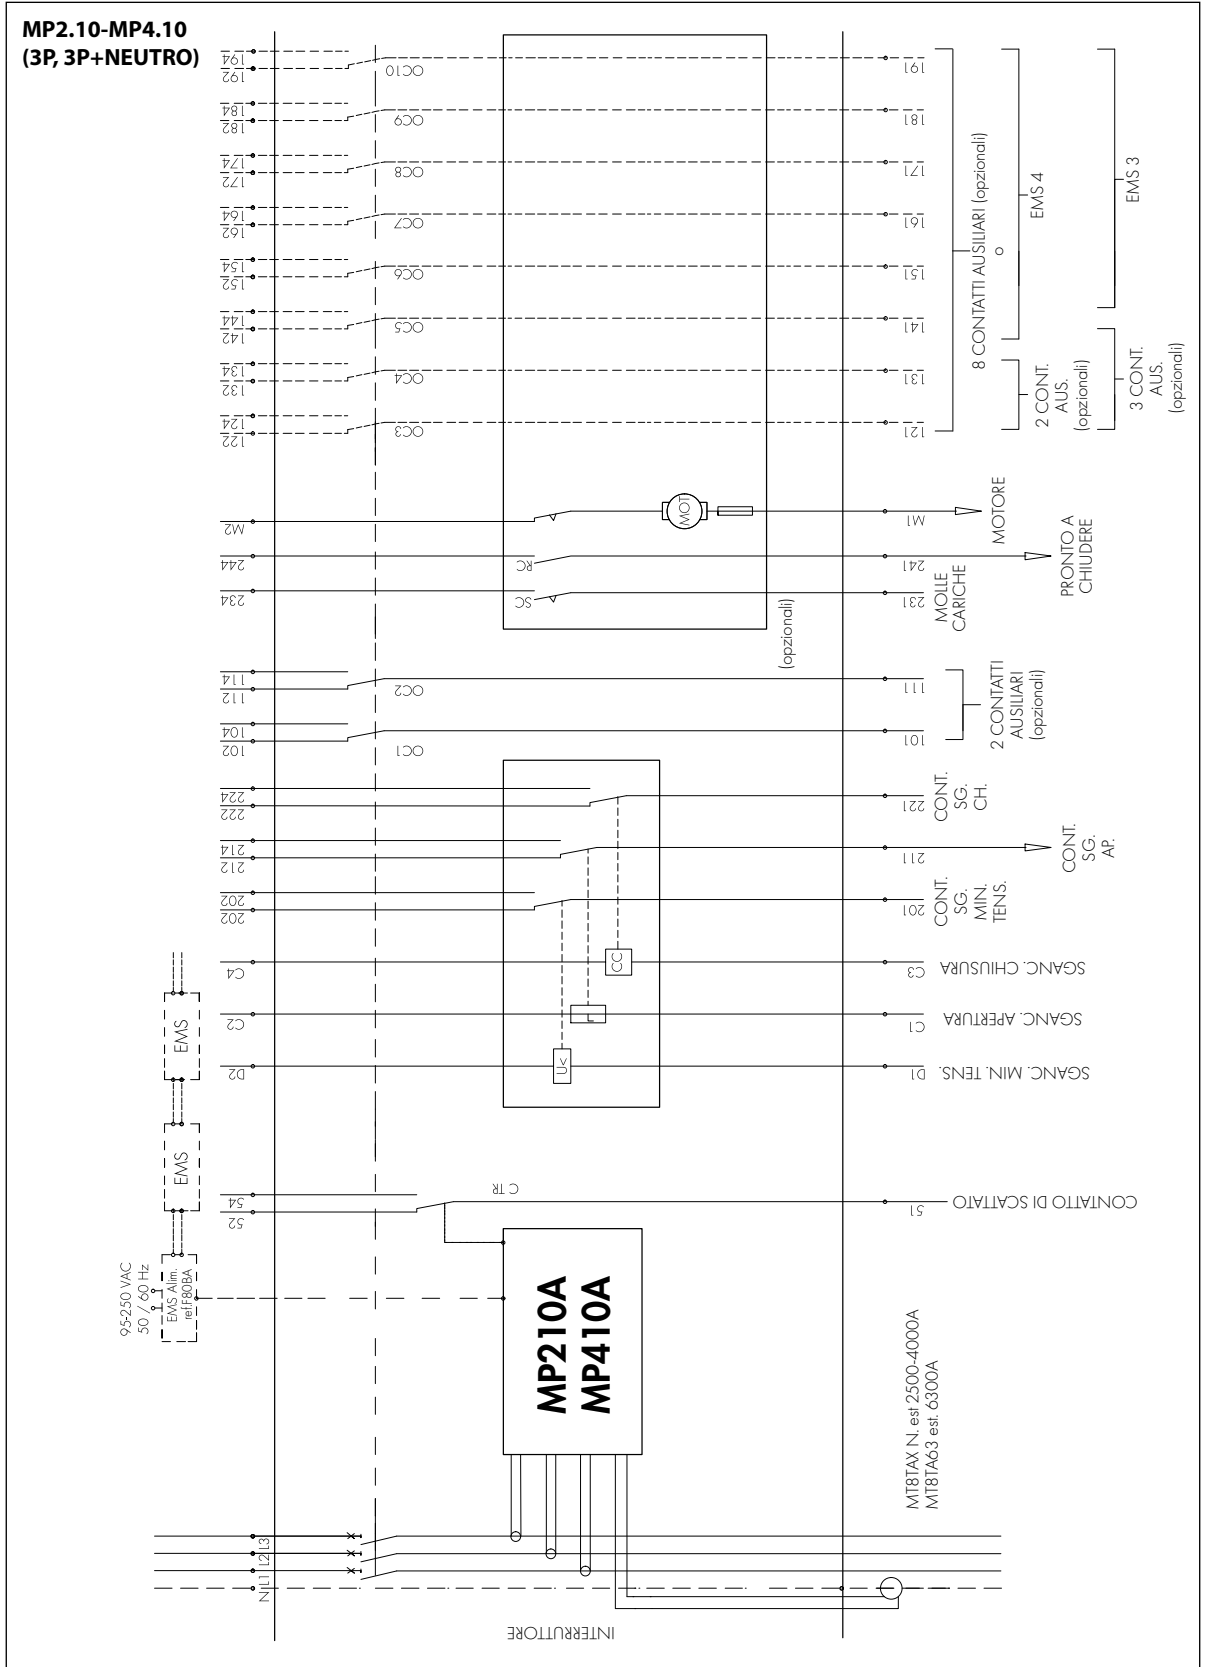 MP2.10-MP4.10
(3P, 3P+NEUTRO)
194
192
OC10
191
184
182
OC9
181
174
172
OC8
171
164
162
OC7
161
154
152
OC6
151
144
142
OC5
141
134
132
OC4
131
124
122
OC3
121
8 CONTATTI AUSILIARI (opzionali)
o
EMS 4
EMS 3
2 CONT.
AUS.
(opzionali)
3 CONT.
AUS.
(opzionali)
M2
MOT
M1
MOTORE
244
RC
241
PRONTO A
CHIUDERE
234
SC
231
MOLLE
CARICHE
(opzionali)
114
112
OC2
111
104
102
OC1
101
2 CONTATTI
AUSILIARI
(opzionali)
224
222
221
CONT.
SG.
CH.
214
212
211
CONT.
SG.
AP.
202
202
201
CONT.
SG.
MIN.
TENS.
C4
CC
C3
SGANC. CHIUSURA
C2
L
C1
SGANC. APERTURA
D2
U<
D1
SGANC. MIN. TENS.
EMS
EMS
EMS Alim.
ref.F80BA
95-250 VAC
50 / 60 Hz
54
52
CTR
51
CONTATTO DI SCATTATO
MP210A
MP410A
MT8TAX N. est 2500-4000A
MT8TA63 est. 6300A
N L1 L2 L3
INTERRUTTORE